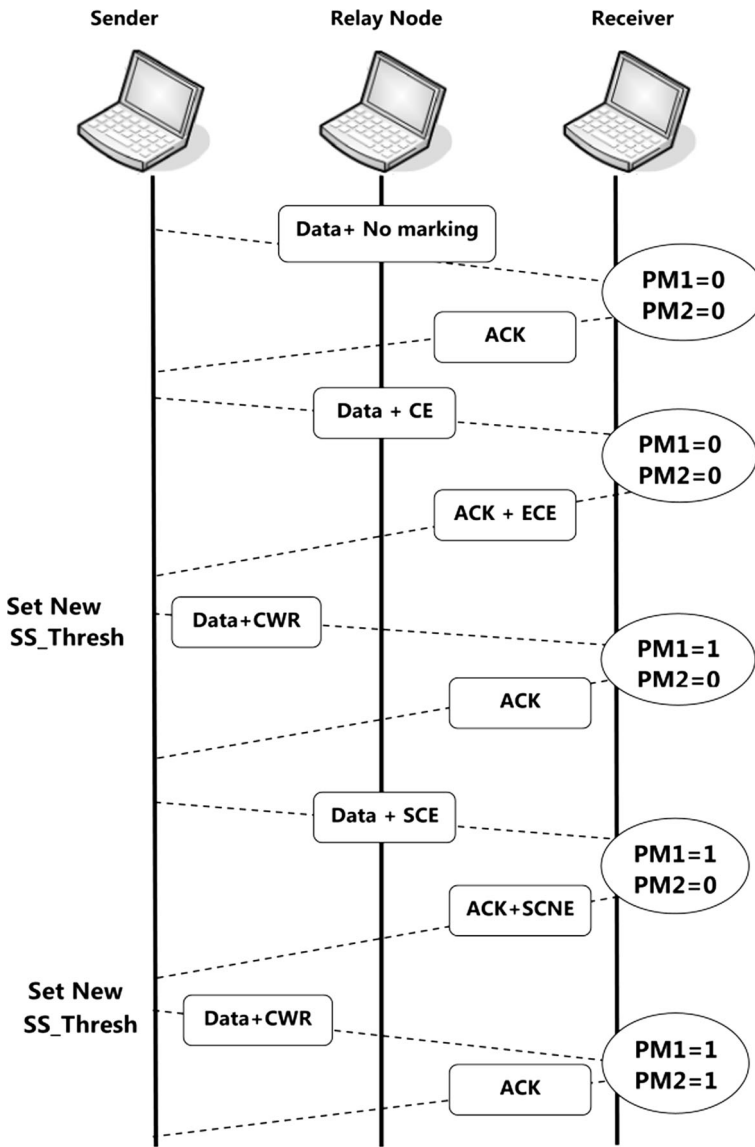 Sender
Relay Node
Receiver
Data+ No marking
PM1=0
PM2=0
ACK
Data + CE
PM1=0
PM2=0
ACK + ECE
Set New
SS_Thresh
Data+CWR
PM1=1
PM2=0
ACK
Data + SCE
PM1=1
PM2=0
ACK+SCNE
Set New
SS_Thresh
Data+CWR
PM1=1
PM2=1
ACK